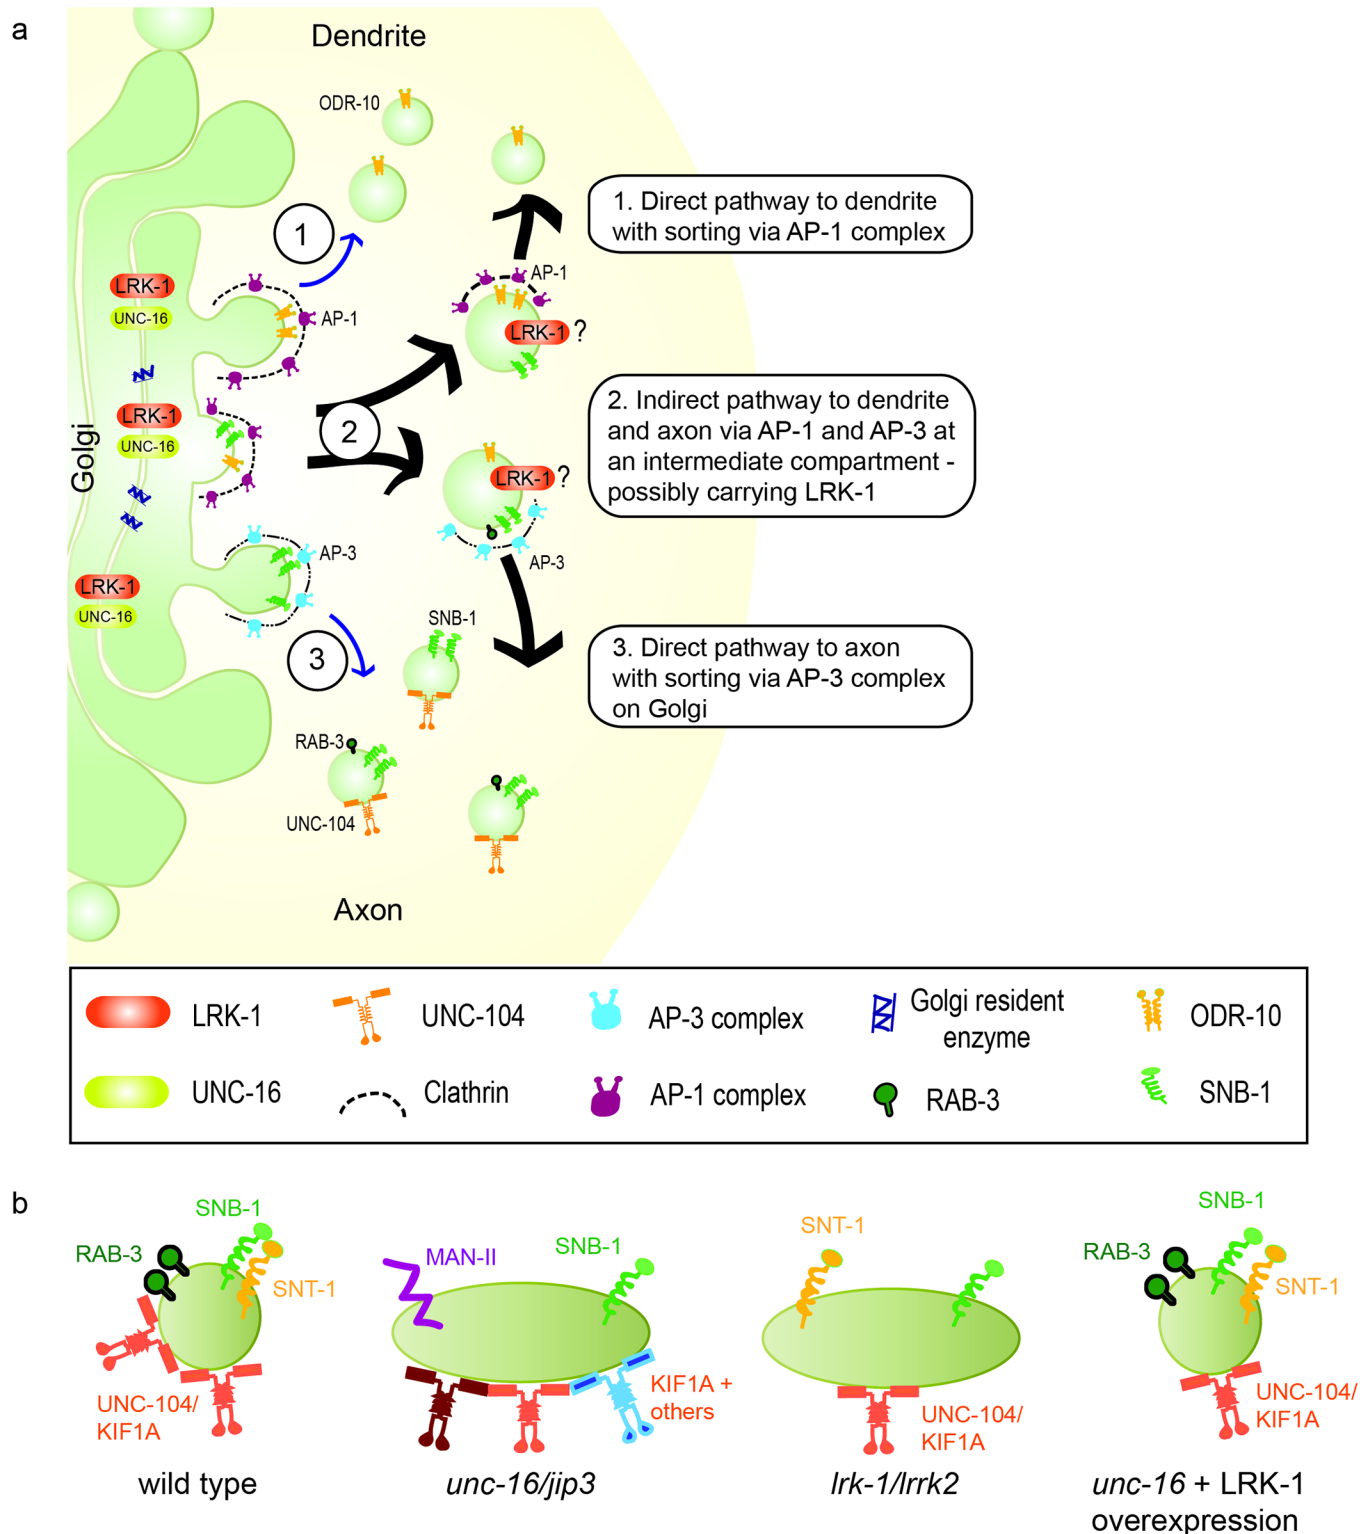 a
Dendrite
ODR-10
1
1. Direct pathway to dendrite
with sorting via AP-1 complex
LRK-1
UNC-16
AP-1
AP-1
LRK-1 ?
2
2. Indirect pathway to dendrite
and axon via AP-1 and AP-3 at
an intermediate compartment -
possibly carrying LRK-1
LRK-1
UNC-16
Golgi
LRK-1 ?
AP-3
AP-3
LRK-1
UNC-16
3
SNB-1
3. Direct pathway to axon
with sorting via AP-3 complex
on Golgi
RAB-3
UNC-104
Axon
LRK-1
UNC-104
AP-3 complex
Golgi resident
enzyme
ODR-10
UNC-16
Clathrin
AP-1 complex
RAB-3
SNB-1
b
SNB-1
RAB-3
SNT-1
UNC-104/
KIF1A
wild type
MAN-II
SNB-1
KIF1A +
others
unc-16/jip3
SNT-1
UNC-104/
KIF1A
lrk-1/lrrk2
SNB-1
RAB-3
SNT-1
UNC-104/
KIF1A
unc-16 + LRK-1
overexpression